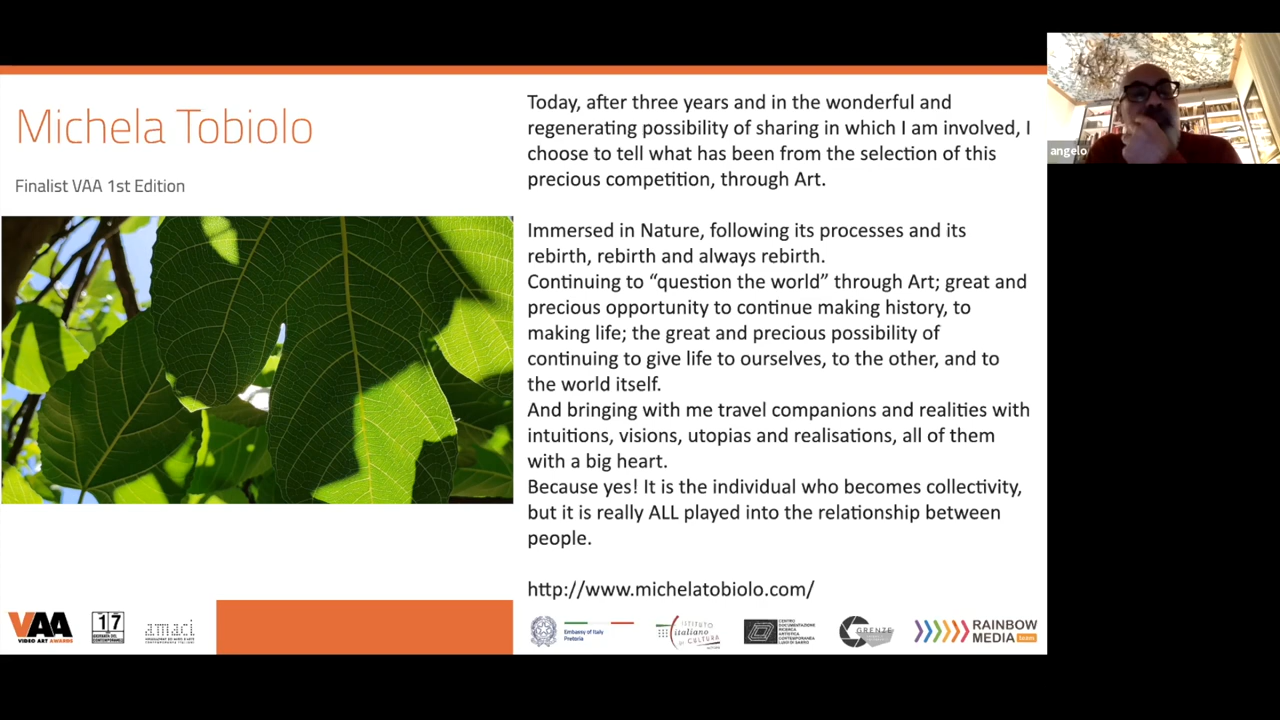 Michela Tobiolo
Finalist VAA 1st Edition
Today, after three years and in the wonderful and
regenerating possibility of sharing in which I am involved, I
choose to tell what has been from the selection of this
precious competition, through Art.
Immersed in Nature, following its processes and its
rebirth, rebirth and always rebirth.
Continuing to “question the world” through Art; great and
precious opportunity to continue making history, to
making life; the great and precious possibility of
continuing to give life to ourselves, to the other, and to
the world itself.
And bringing with me travel companions and realities with
intuitions, visions, utopias and realisations, all of them
with a big heart.
Because yes! It is the individual who becomes collectivity,
but it is really ALL played into the relationship between
people.
http://www.michelatobiolo.com/
angelo
VAA
VIDEO ART AWARDS
17
amaci
Embassy of Italy
Pretoria
ISTITUTO
italiano
di CULTURA
CENTRO
DOCUMENTAZIONE
RICERCA
ARTISTICA
CONTEMPORANEA
LUIGI DI SARRO
GRENZE
RAINBOW
MEDIA team